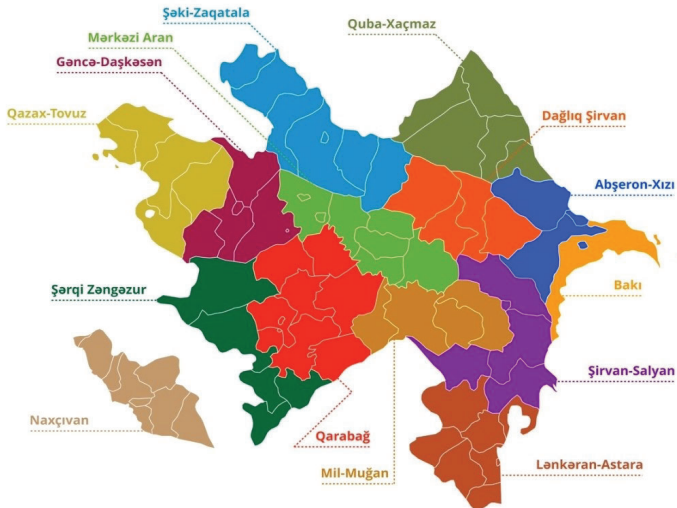 Şəki-Zaqatala
Quba-Xaçmaz
Mərkəzi Aran
Gəncə-Daşkəsən
Qazax-Tovuz
Dağlıq Şirvan
Abşeron-Xızı
Şərqi Zəngəzur
Bakı
Şirvan-Salyan
Naxçıvan
Qarabağ
Lənkəran-Astara
Mil-Muğan